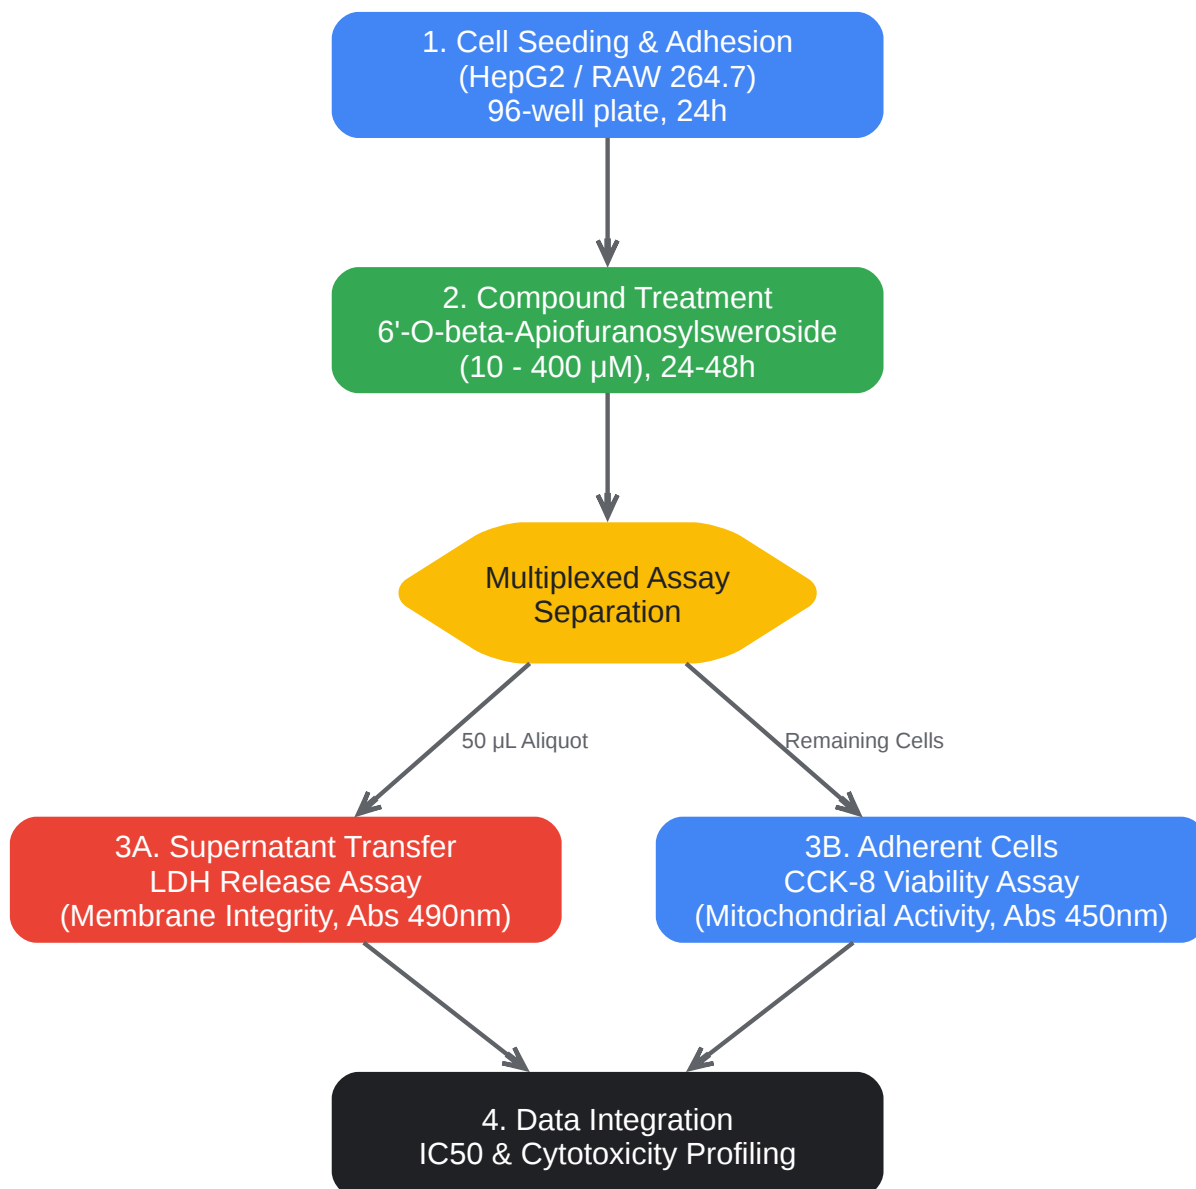 1. Cell Seeding & Adhesion
(HepG2 / RAW 264.7)
96-well plate, 24h
2. Compound Treatment
6'-O-beta-Apiofuranosylsweroside
(10 - 400 μM), 24-48h
Multiplexed Assay
Separation
50 μL Aliquot
Remaining Cells
3A. Supernatant Transfer
LDH Release Assay
(Membrane Integrity, Abs 490nm)
3B. Adherent Cells
CCK-8 Viability Assay
(Mitochondrial Activity, Abs 450nm)
4. Data Integration
IC50 & Cytotoxicity Profiling